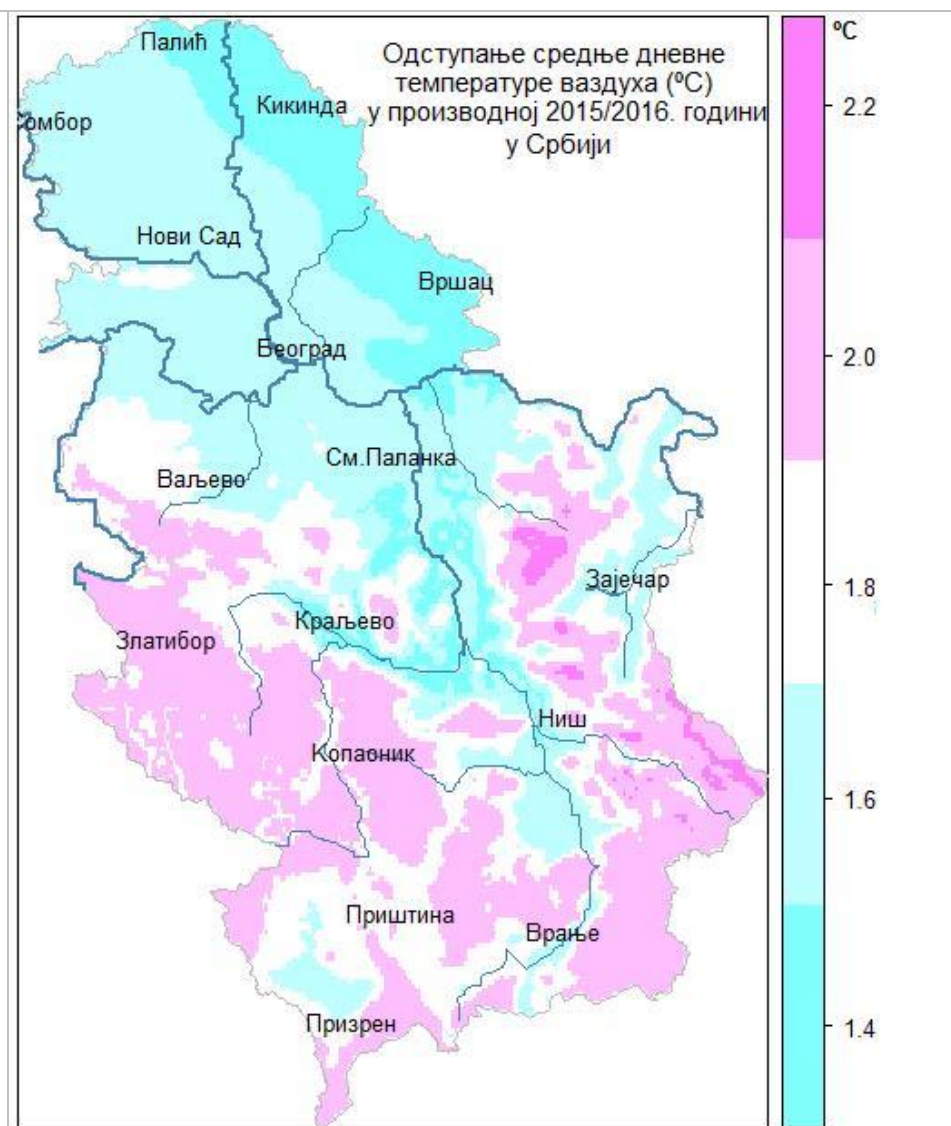 Одступање средње дневне
температуре ваздуха (ºC)
у производној 2015/2016. години
у Србији
ºC
2.2
2.0
1.8
1.6
1.4
Палић
Кикинда
омбор
Нови Сад
Вршац
Београд
См.Паланка
Ваљево
Зајечар
Краљево
Златибор
Ниш
Копаоник
Приштина
Врање
Призрен